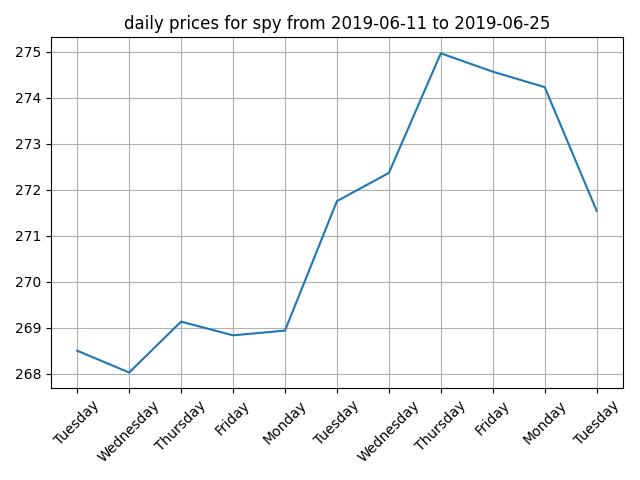 daily prices for spy from 2019-06-11 to 2019-06-25
275
274
273
272
271
270
269
268
Tuesday
Wednesday
Thursday
Friday
Monday
Tuesday
Wednesday
Thursday
Friday
Monday
Tuesday